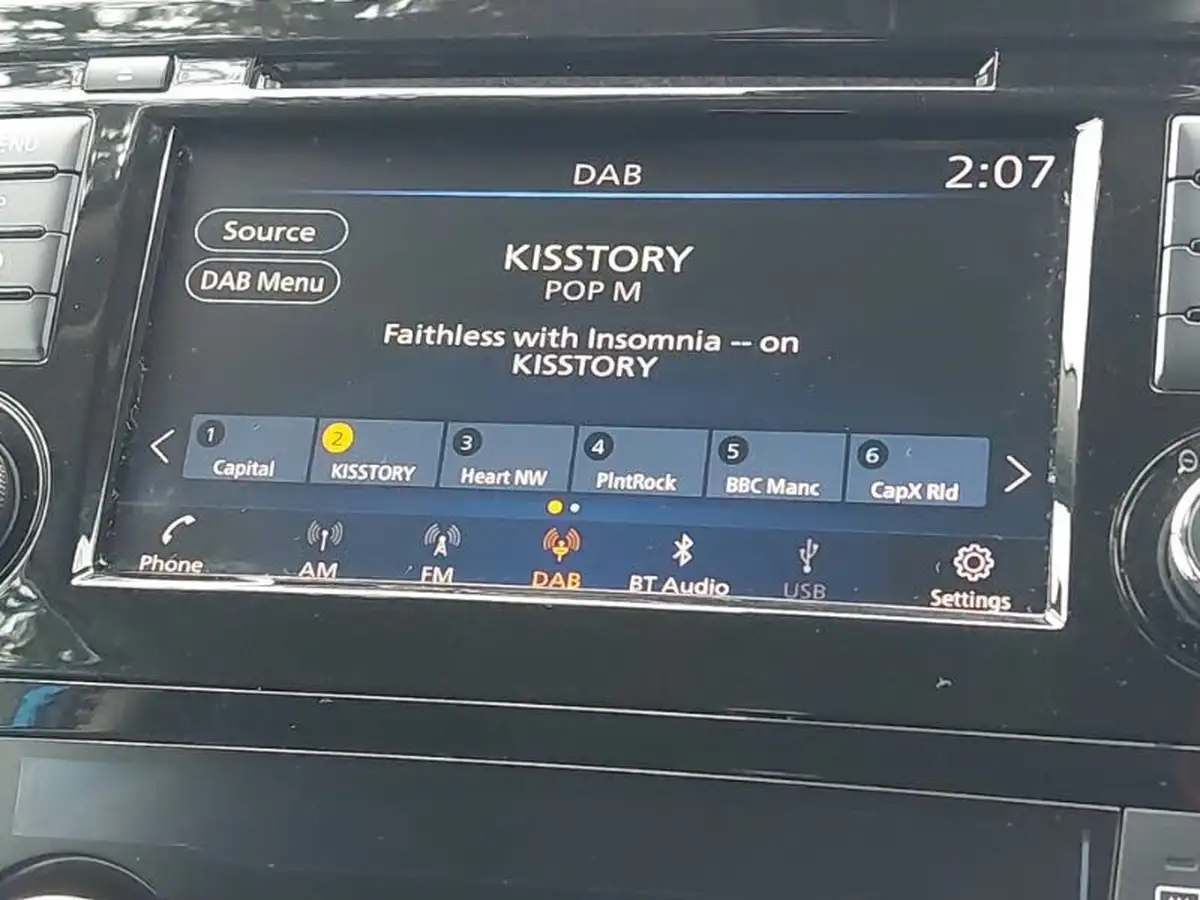 DAB
2:07
Source
KISSTORY
POP M
DAB Menu
Faithless with Insomnia -- on
KISSTORY
1 Capital
2 KISSTORY
3 Heart NW
4 PlntRock
5 BBC Manc
6 CapX Rld
Phone
AM
FM
DAB
BT Audio
USB
Settings